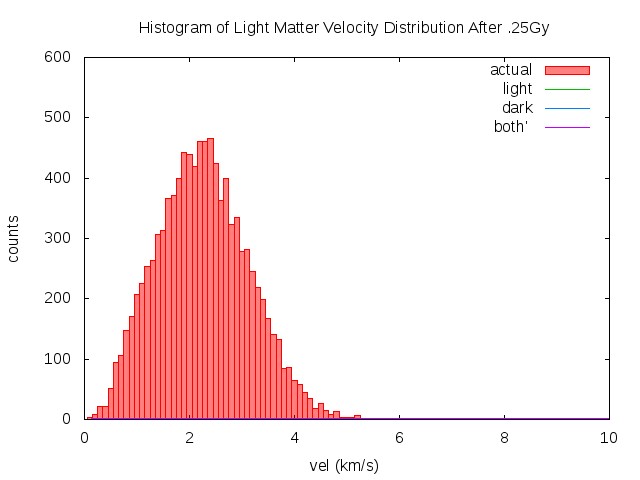 Histogram of Light Matter Velocity Distribution After .25Gy
600
500
400
300
200
100
0
counts
actual
light
dark
both'
0 2 4 6 8 10
vel (km/s)